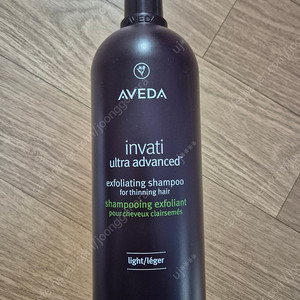 AVEDA
invati
ultra advanced
exfoliating shampoo
for thinning hair
shampooing exfoliant
pour cheveux clairsemés
light/léger